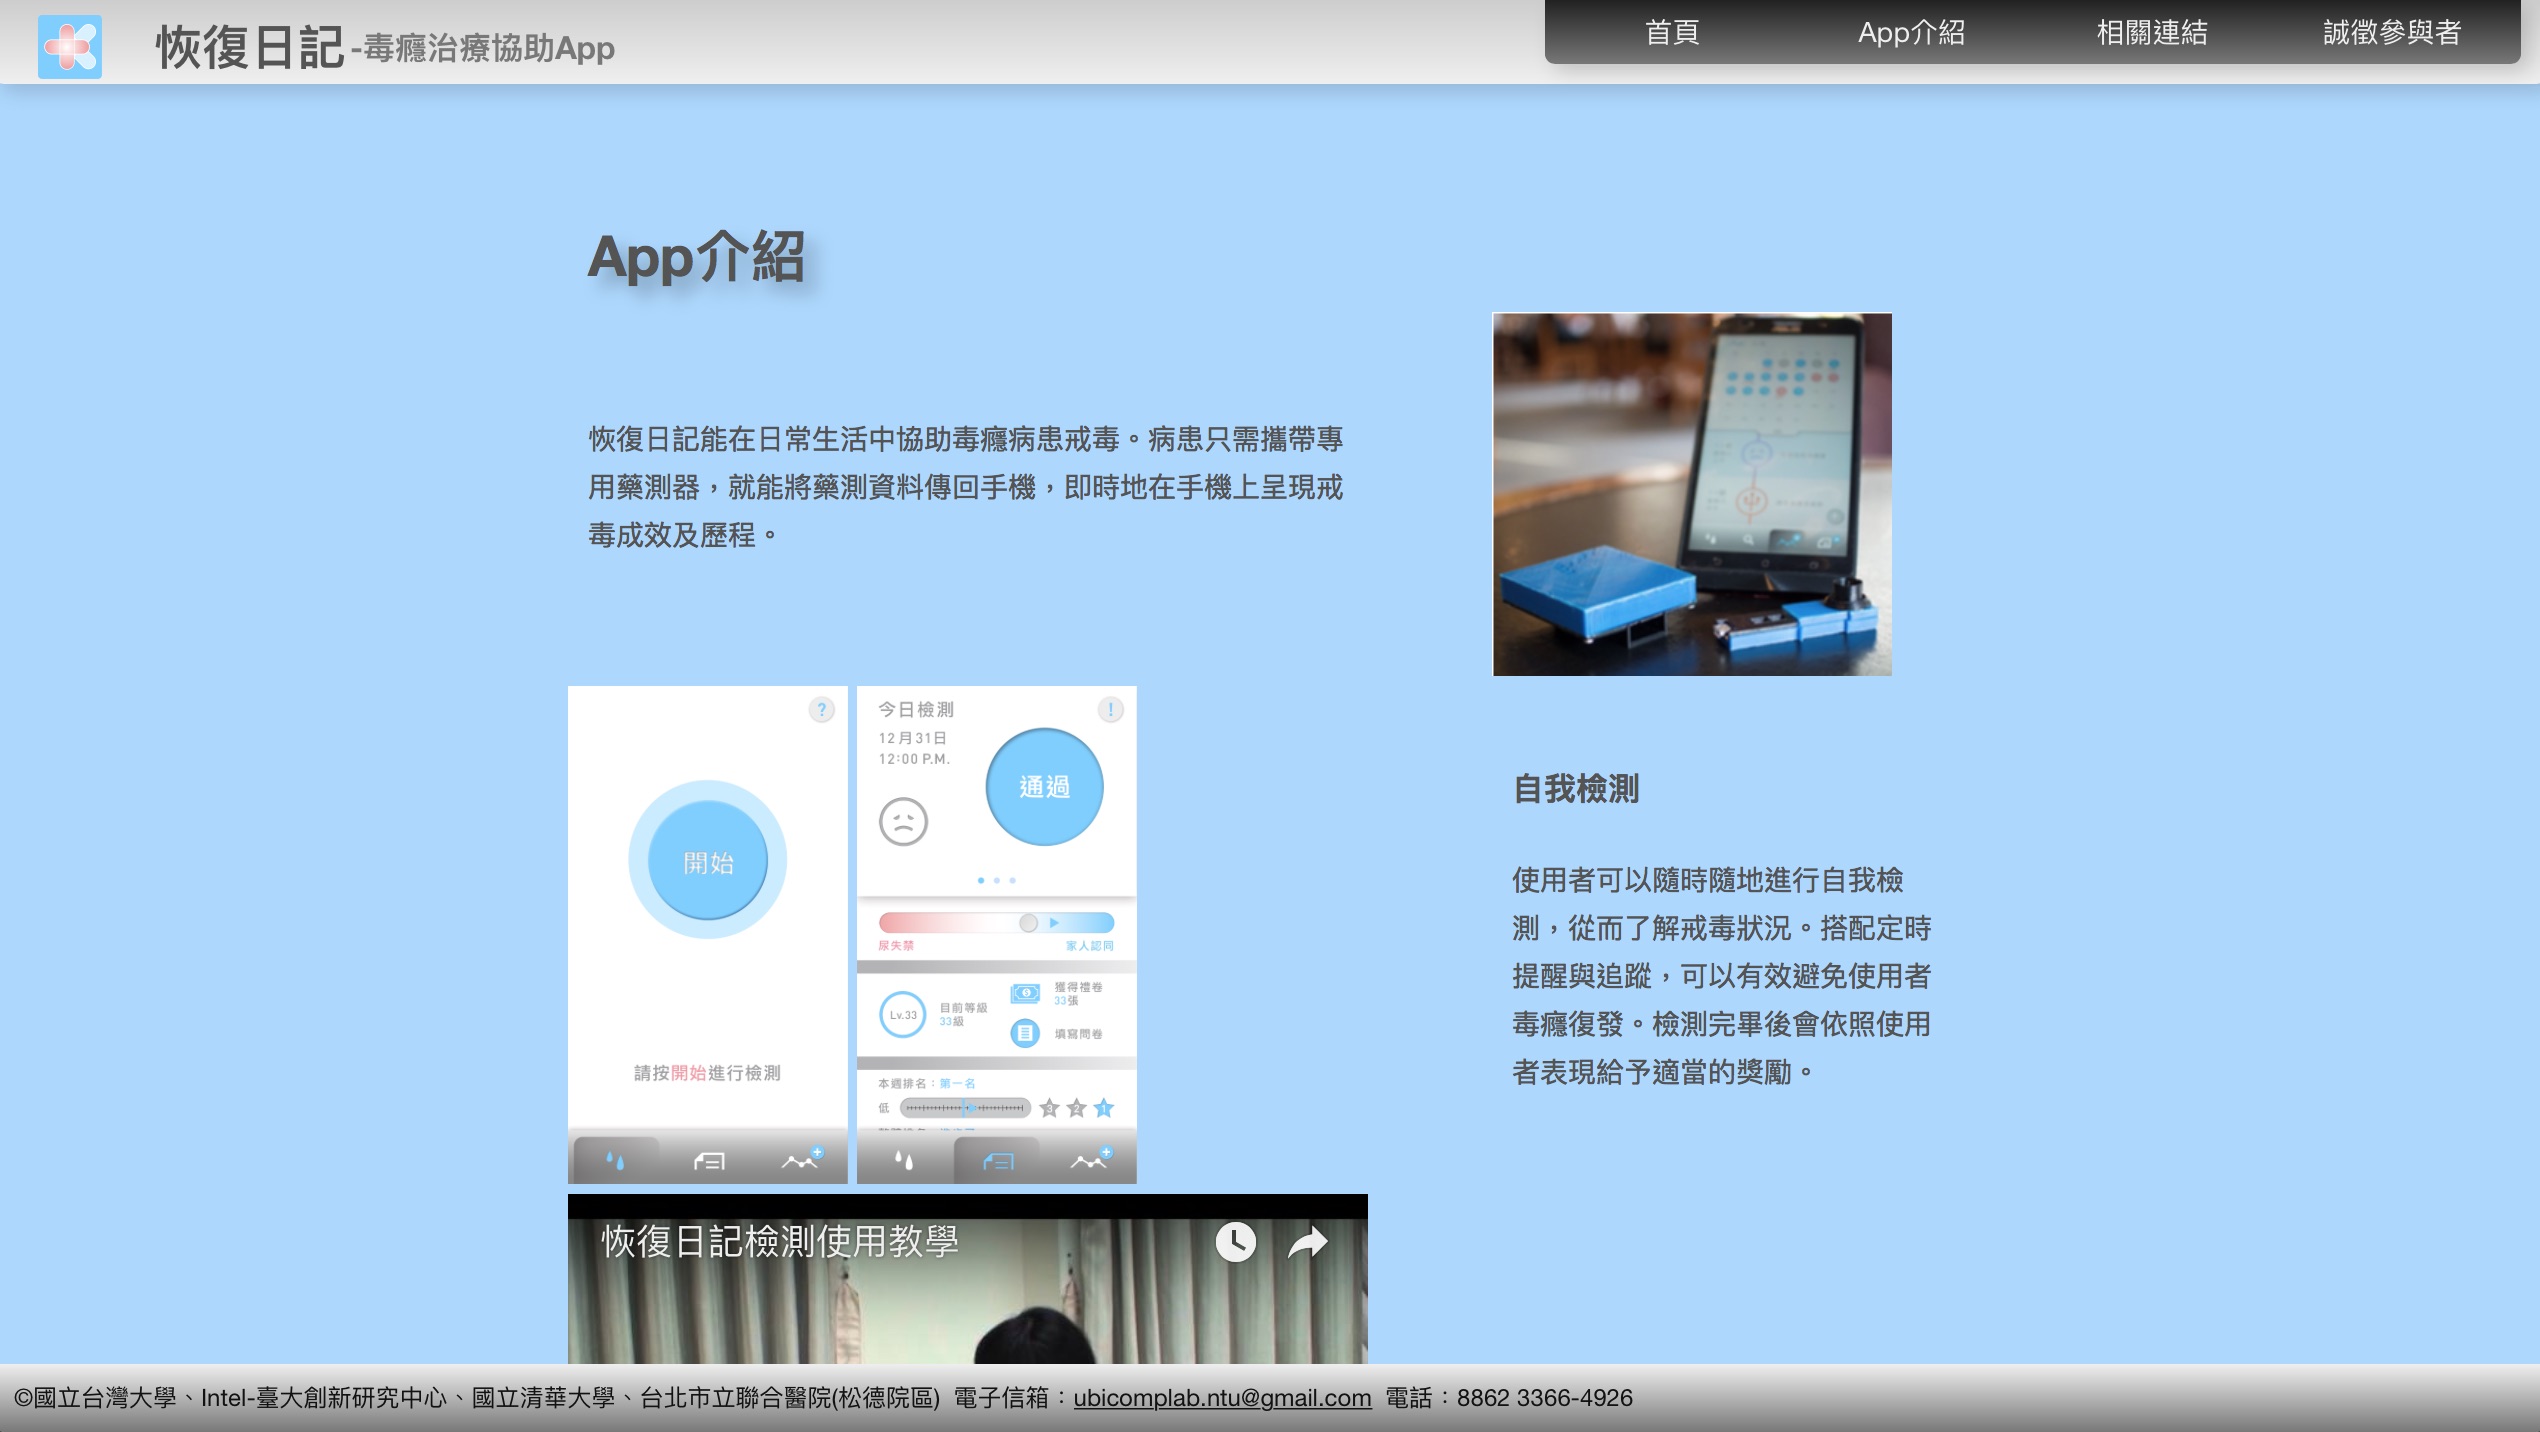 恢復日記-毒癮治療協助App
首頁 App介紹 相關連結 誠徵參與者
App介紹
恢復日記能在日常生活中協助毒癮病患戒毒。病患只需攜帶專
用藥測器，就能將藥測資料傳回手機，即時地在手機上呈現戒
毒成效及歷程。
?
開始
請按開始進行檢測
今日檢測
!
12月31日
12:00 P.M.
通過
尿失禁 家人認同
Lv.33
目前等級
33級
獲得禮卷
33張
填寫問卷
本週排名：第一名
低
3 2 1
自我檢測
使用者可以隨時隨地進行自我檢
測，從而了解戒毒狀況。搭配定時
提醒與追蹤，可以有效避免使用者
毒癮復發。檢測完畢後會依照使用
者表現給予適當的獎勵。
恢復日記檢測使用教學
©國立台灣大學、Intel-臺大創新研究中心、國立清華大學、台北市立聯合醫院(松德院區) 電子信箱：ubicomplab.ntu@gmail.com 電話：8862 3366-4926